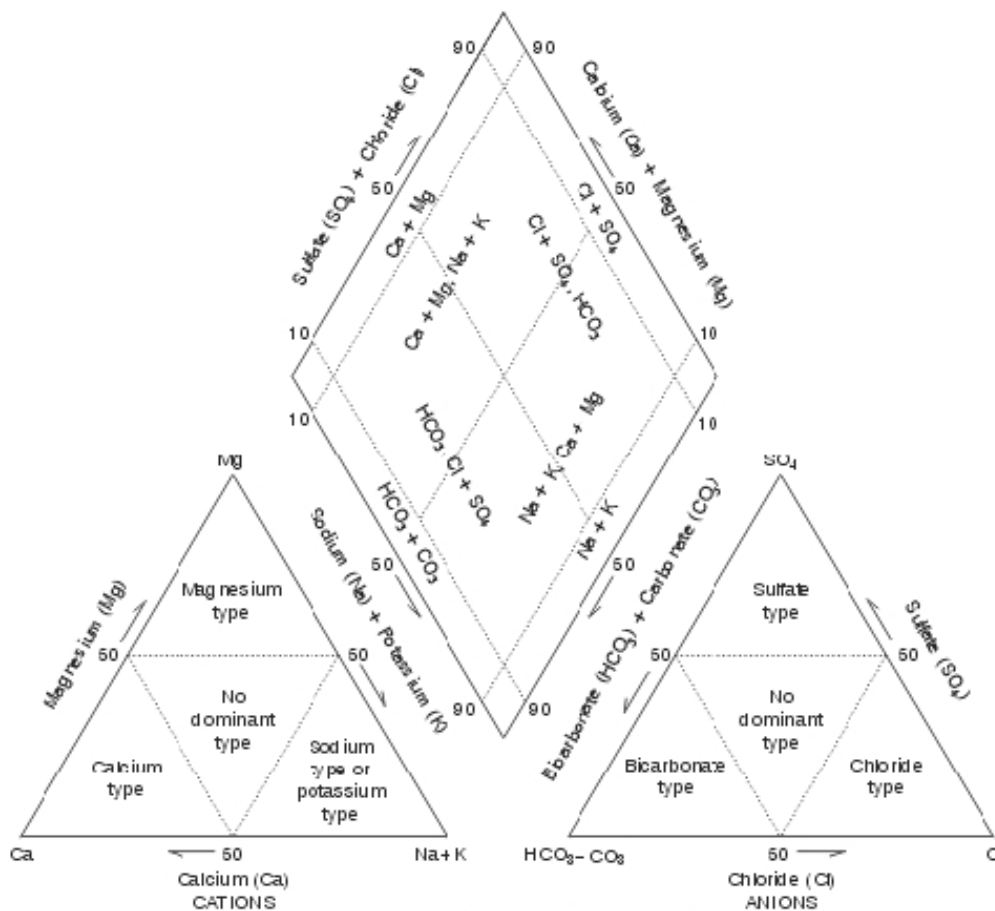 90
90
Sulfate (SO₄) + Chloride (Cl)
Calcium (Ca) + Magnesium (Mg)
50
50
Ca + Mg
Cl + SO₄
Ca + Mg, Na + K
Cl + SO₄, HCO₃
10
10
10
10
HCO₃ Cl + SO₄
Na + K Ca + Mg
HCO₃ + CO₃
Na + K
Mg
SO₄
50
50
Sodium (Na) + Potassium (K)
Bicarbonate (HCO₃) + Carbonate (CO₃)
Magnesium (Mg)
Sulfate (SO₄)
Magnesium
type
Sulfate
type
50
50
50
50
90
90
No
dominant
type
No
dominant
type
Calcium
type
Sodium
type or
potassium
type
Bicarbonate
type
Chloride
type
Ca
50
Na + K
HCO₃ – CO₃
50
C
Calcium (Ca)
CATIONS
Chloride (Cl)
ANIONS